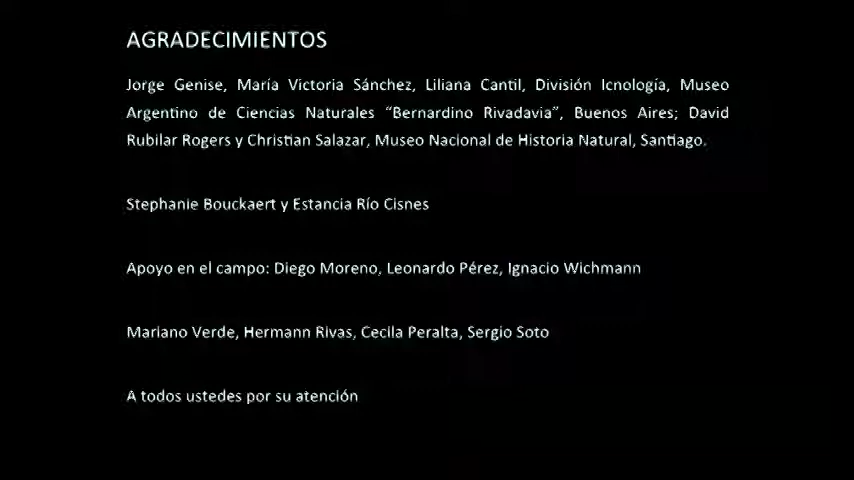 AGRADECIMIENTOS
Jorge Genise, María Victoria Sánchez, Liliana Cantil, División Icnología, Museo
Argentino de Ciencias Naturales “Bernardino Rivadavia”, Buenos Aires; David
Rubilar Rogers y Christian Salazar, Museo Nacional de Historia Natural, Santiago.
Stephanie Bouckaert y Estancia Río Cisnes
Apoyo en el campo: Diego Moreno, Leonardo Pérez, Ignacio Wichmann
Mariano Verde, Hermann Rivas, Cecila Peralta, Sergio Soto
A todos ustedes por su atención